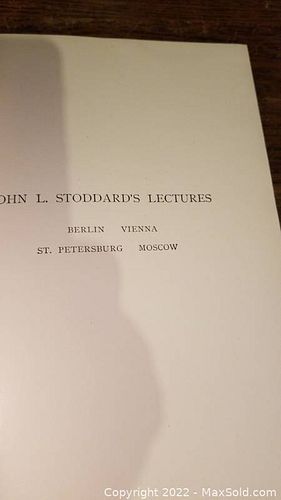 OHN L. STODDARD'S LECTURES
BERLIN VIENNA
ST. PETERSBURG MOSCOW
Copyright 2022 - MaxSold.com